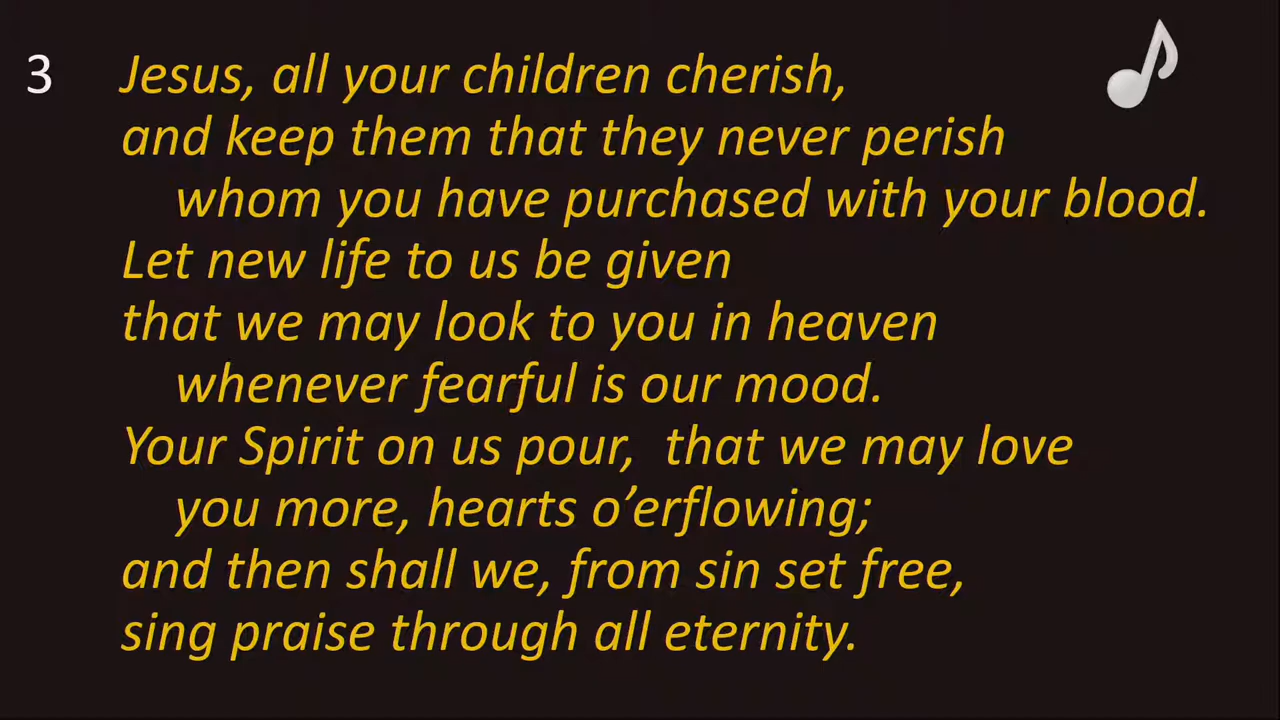 3 Jesus, all your children cherish,
and keep them that they never perish
whom you have purchased with your blood.
Let new life to us be given
that we may look to you in heaven
whenever fearful is our mood.
Your Spirit on us pour, that we may love
you more, hearts o’erflowing;
and then shall we, from sin set free,
sing praise through all eternity.